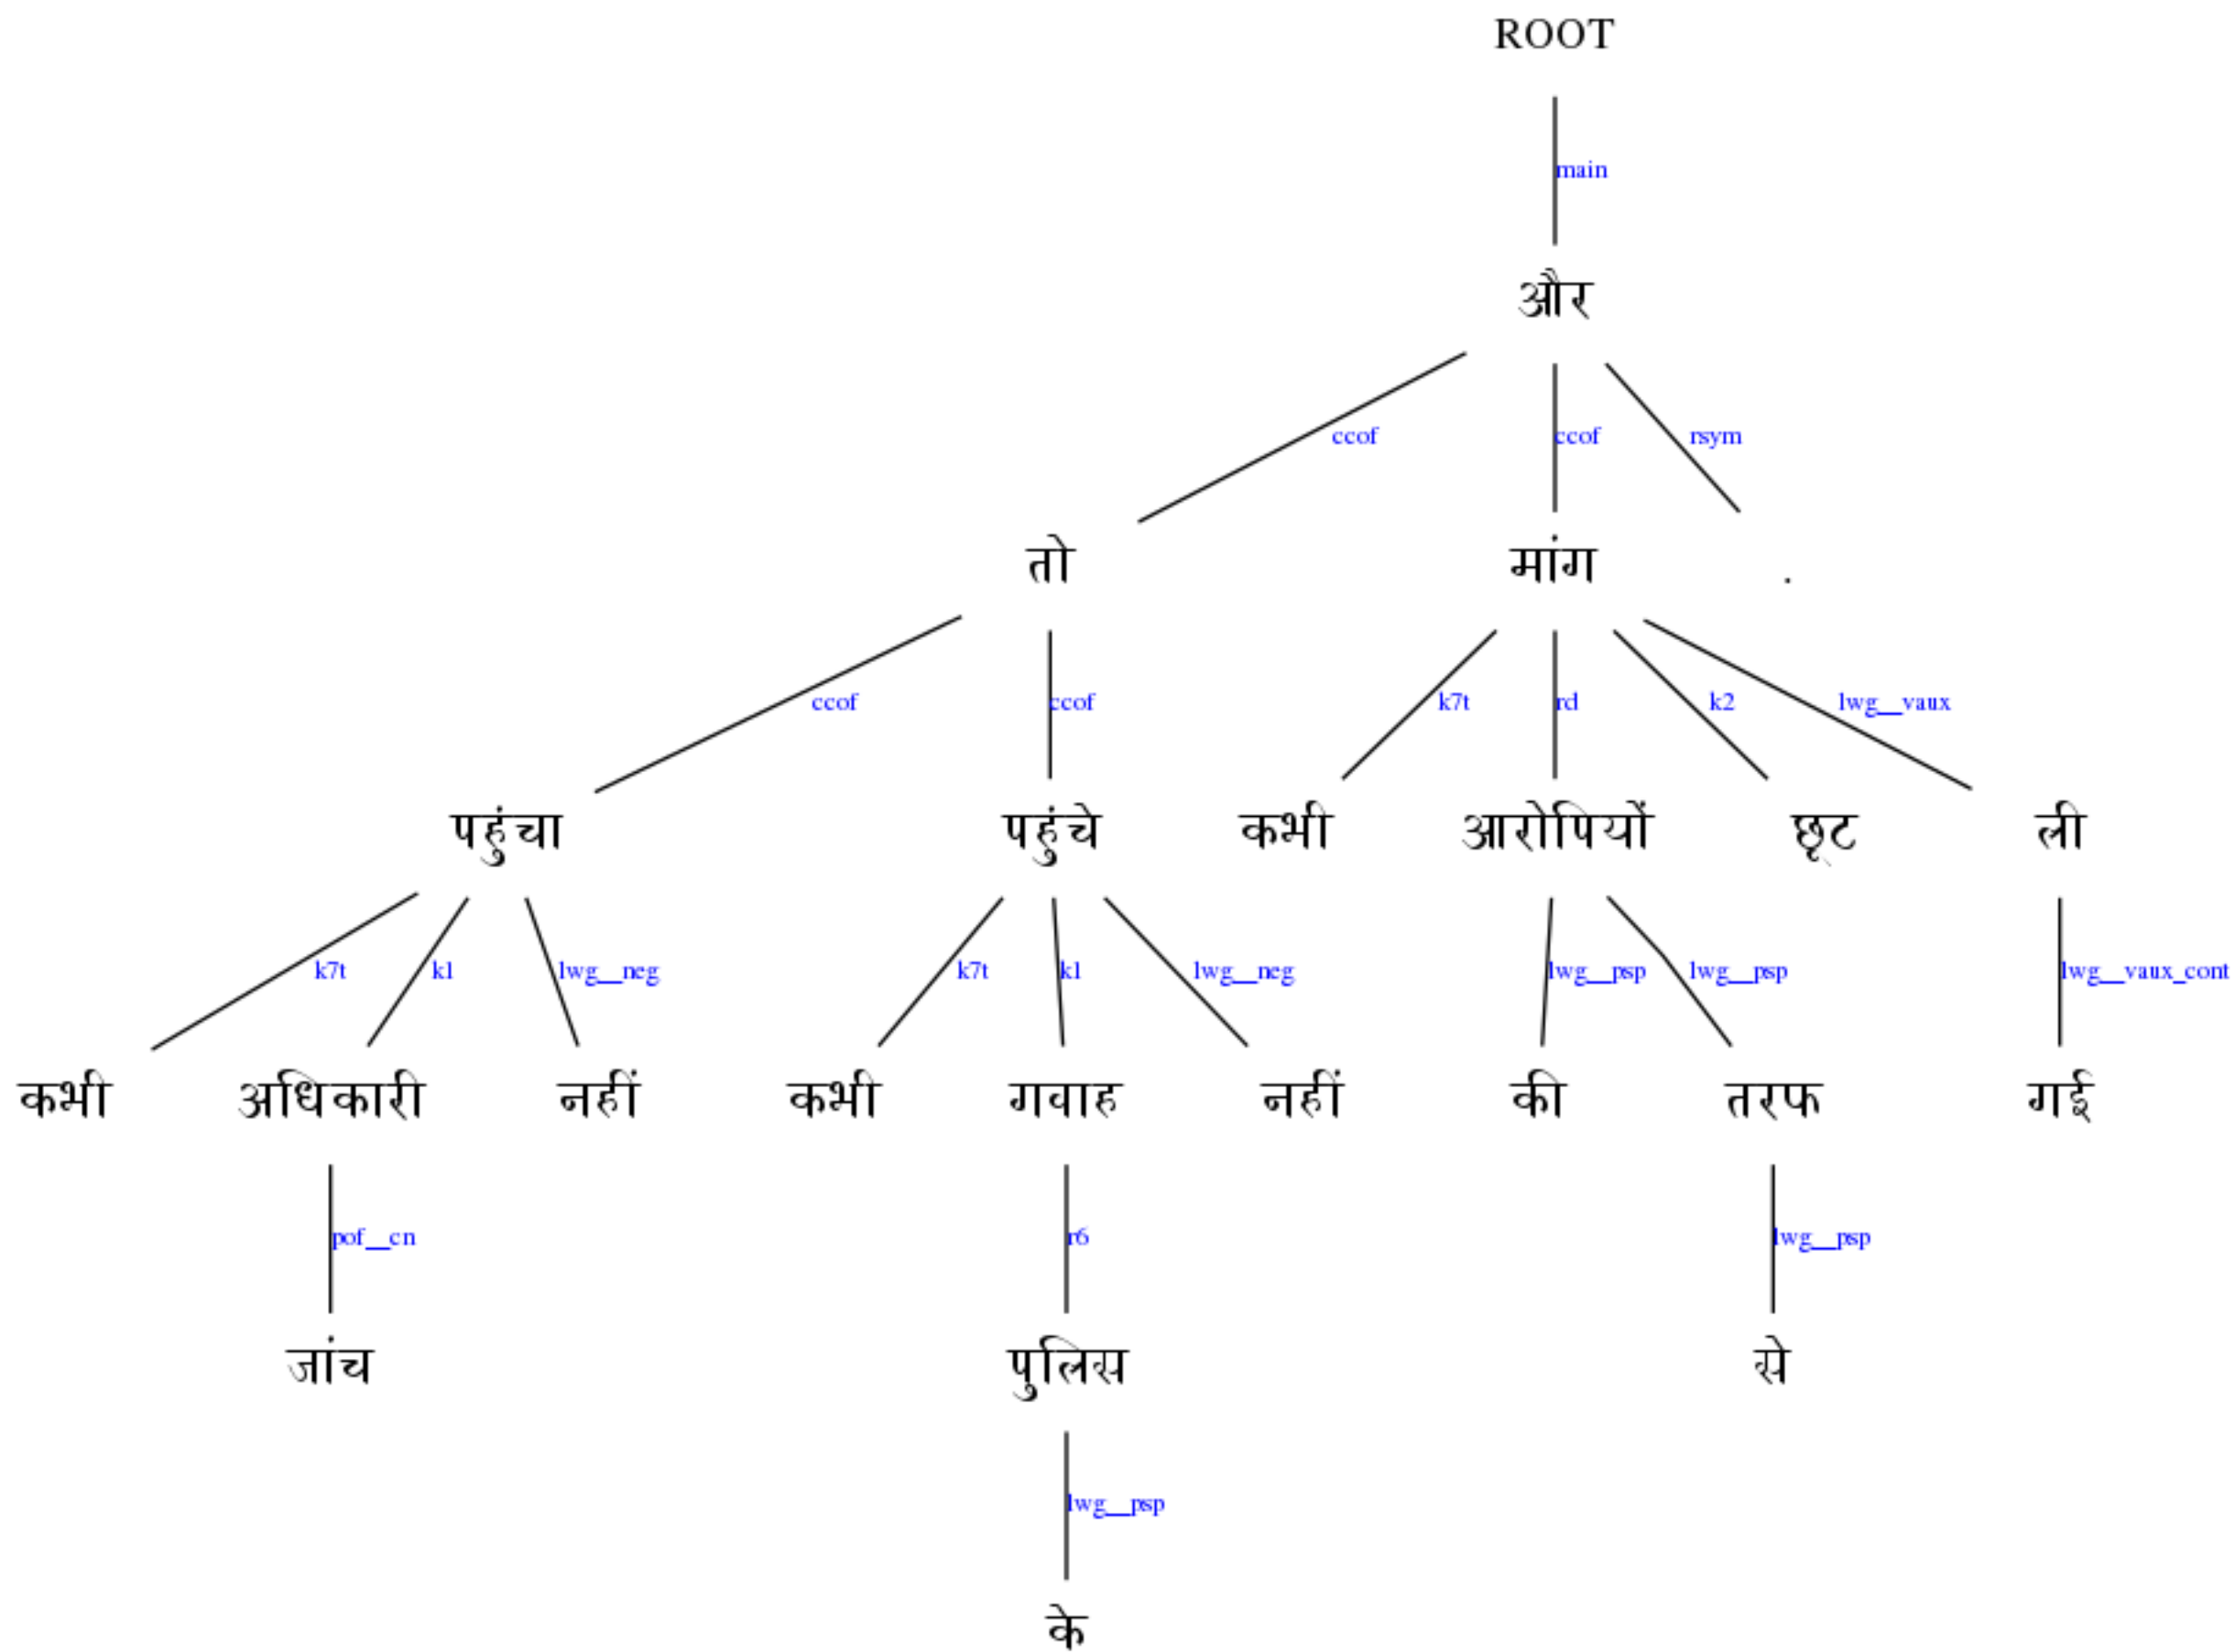 ROOT
main
और
ccof ccof rsym
तो मांग .
ccof ccof k7t rd k2 lwg__vaux
पहुंचा पहुंचे कभी आरोपियों छूट ली
k7t k1 lwg__neg k7t k1 lwg__neg lwg__psp lwg__psp lwg__vaux_cont
कभी अधिकारी नहीं कभी गवाह नहीं की तरफ गई
pof__cn r6 lwg__psp
जांच पुलिस से
lwg__psp
के